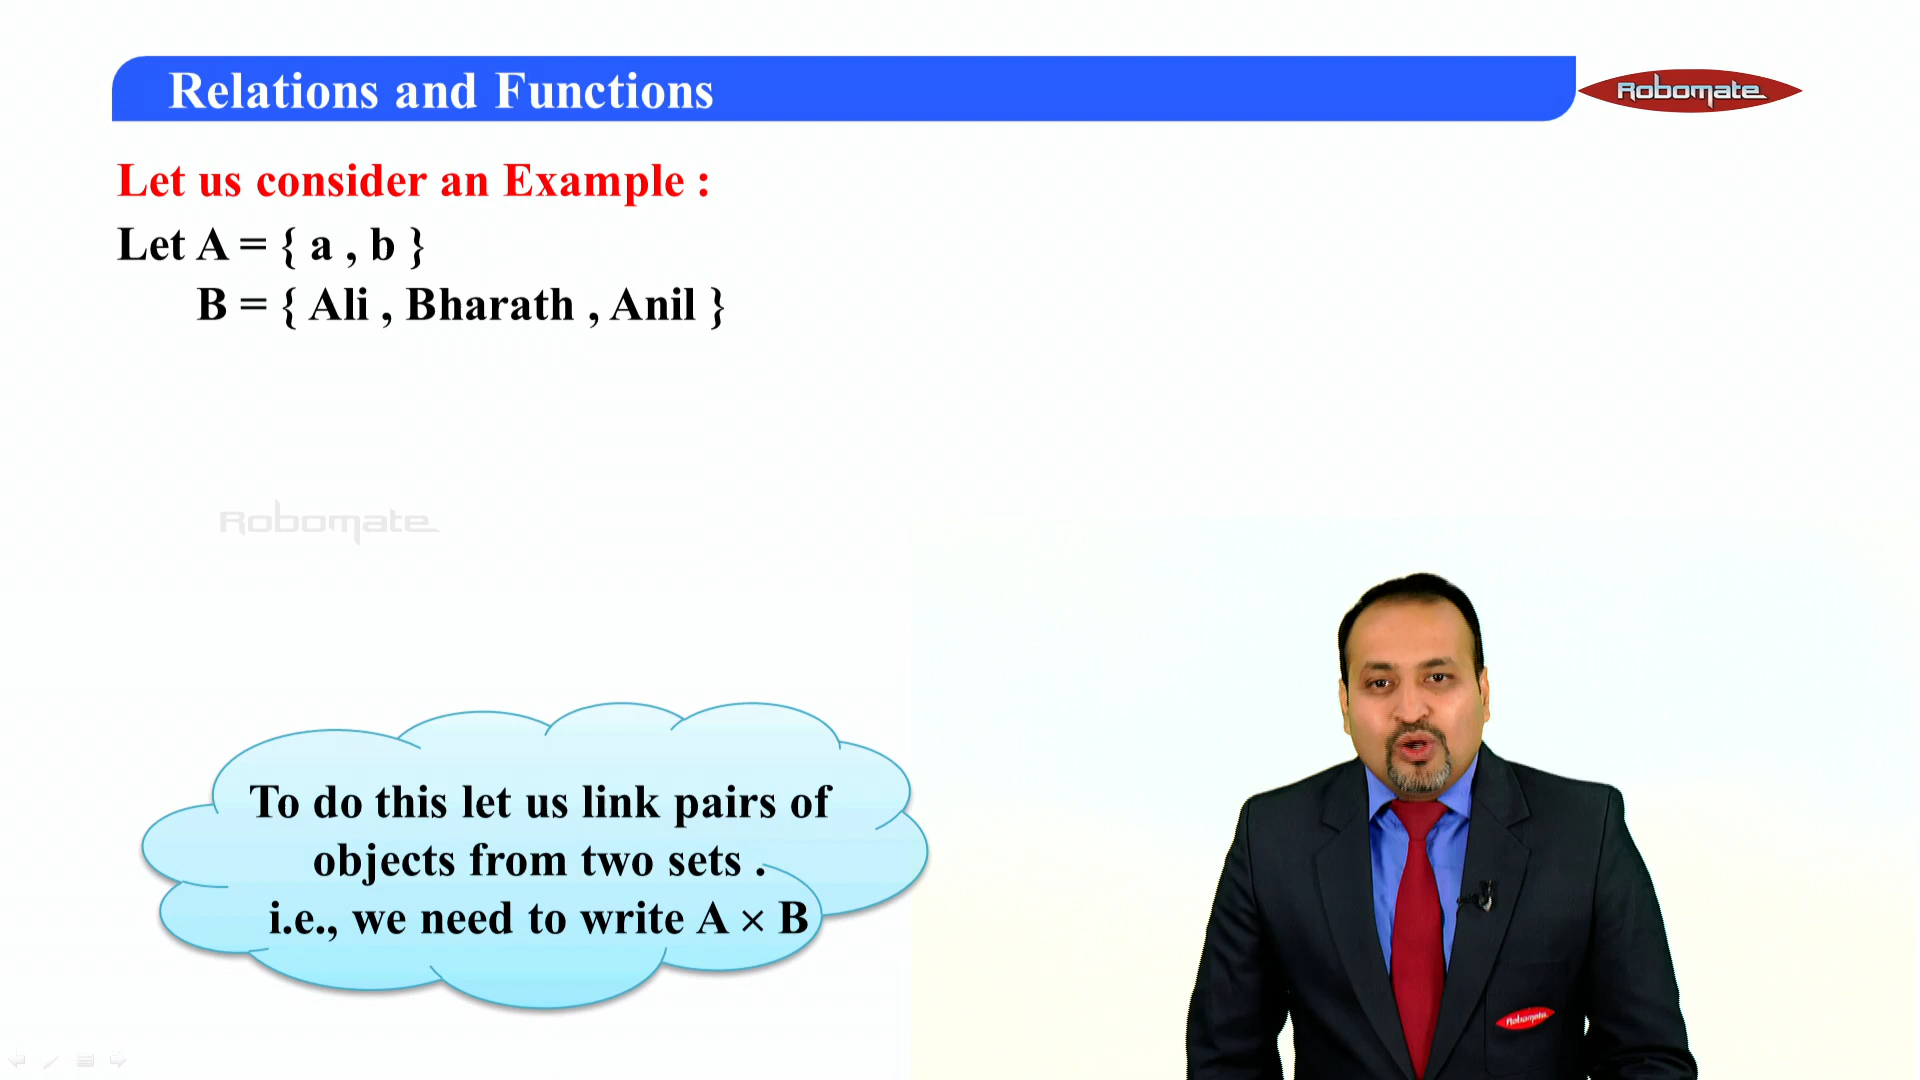 Relations and Functions
Robomate
Let us consider an Example :
Let A = { a , b }
B = { Ali , Bharath , Anil }
Robomate
To do this let us link pairs of
objects from two sets .
i.e., we need to write A × B
Robomate